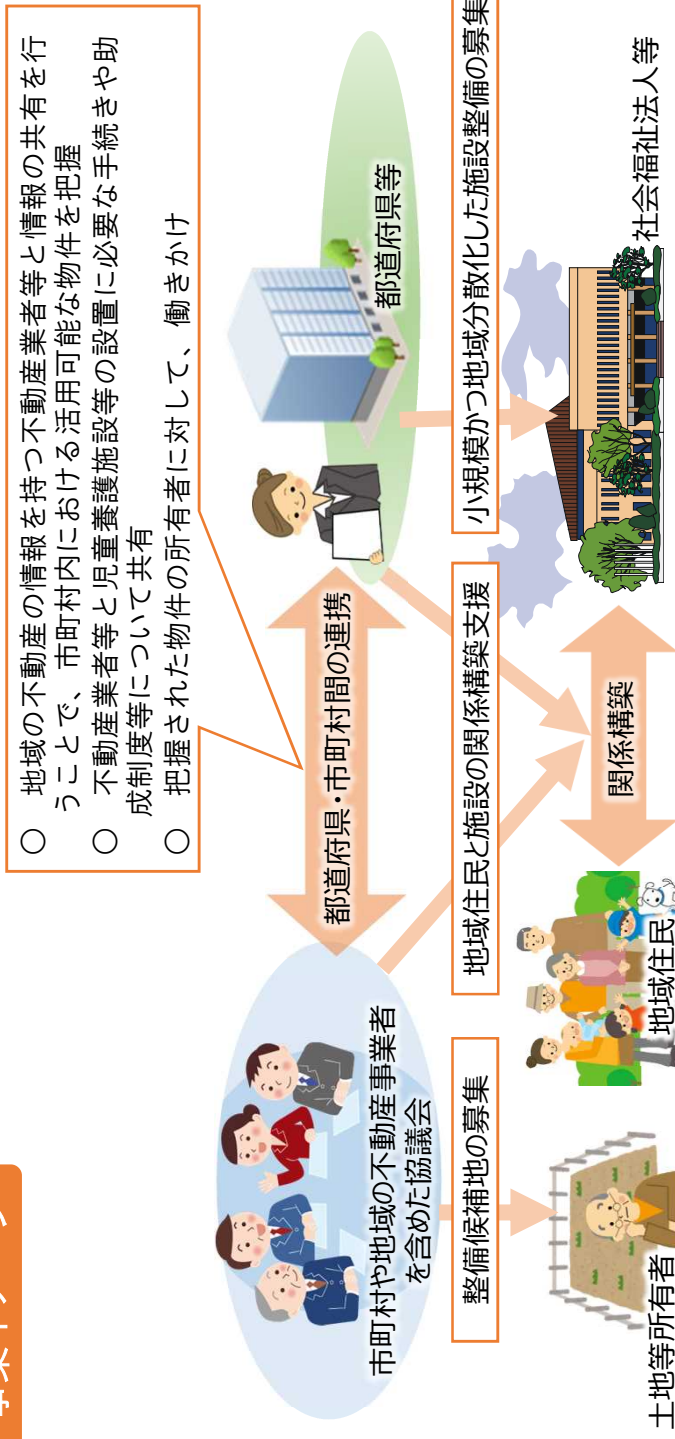 ○ 地域の不動産の情報を持つ不動産業者等と情報の共有を行
うことで、市町村内における活用可能な物件を把握
○ 不動産業者等と児童養護施設等の設置に必要な手続きや助
成制度等について共有
○ 把握された物件の所有者に対して、働きかけ
市町村や地域の不動産事業者
を含めた協議会
都道府県・市町村間の連携
都道府県等
整備候補地の募集
地域住民と施設の関係構築支援
小規模かつ地域分散化した施設整備の募集
土地等所有者
地域住民
関係構築
社会福祉法人等